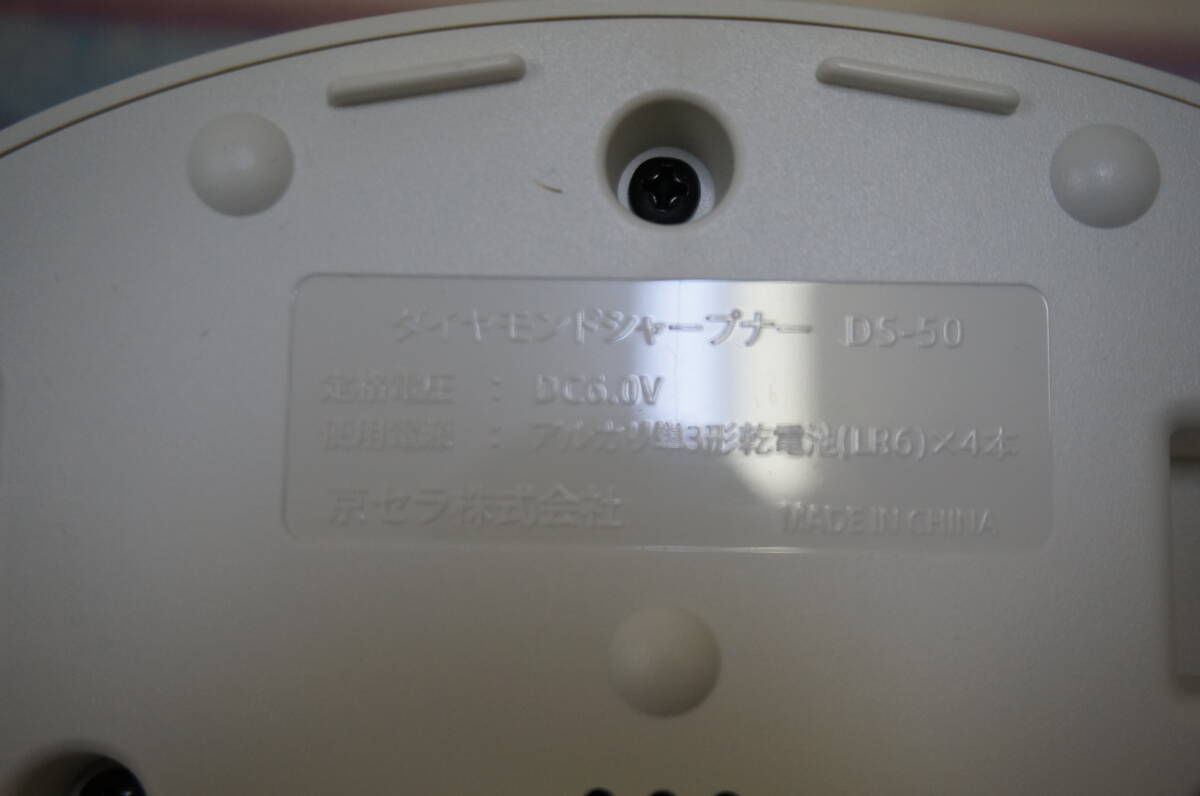 ダイヤモンドシャープナー DS-50
定格電圧 : DC6.0V
使用電源 : アルカリ単3形乾電池(LR6)×4本
京セラ株式会社 MADE IN CHINA